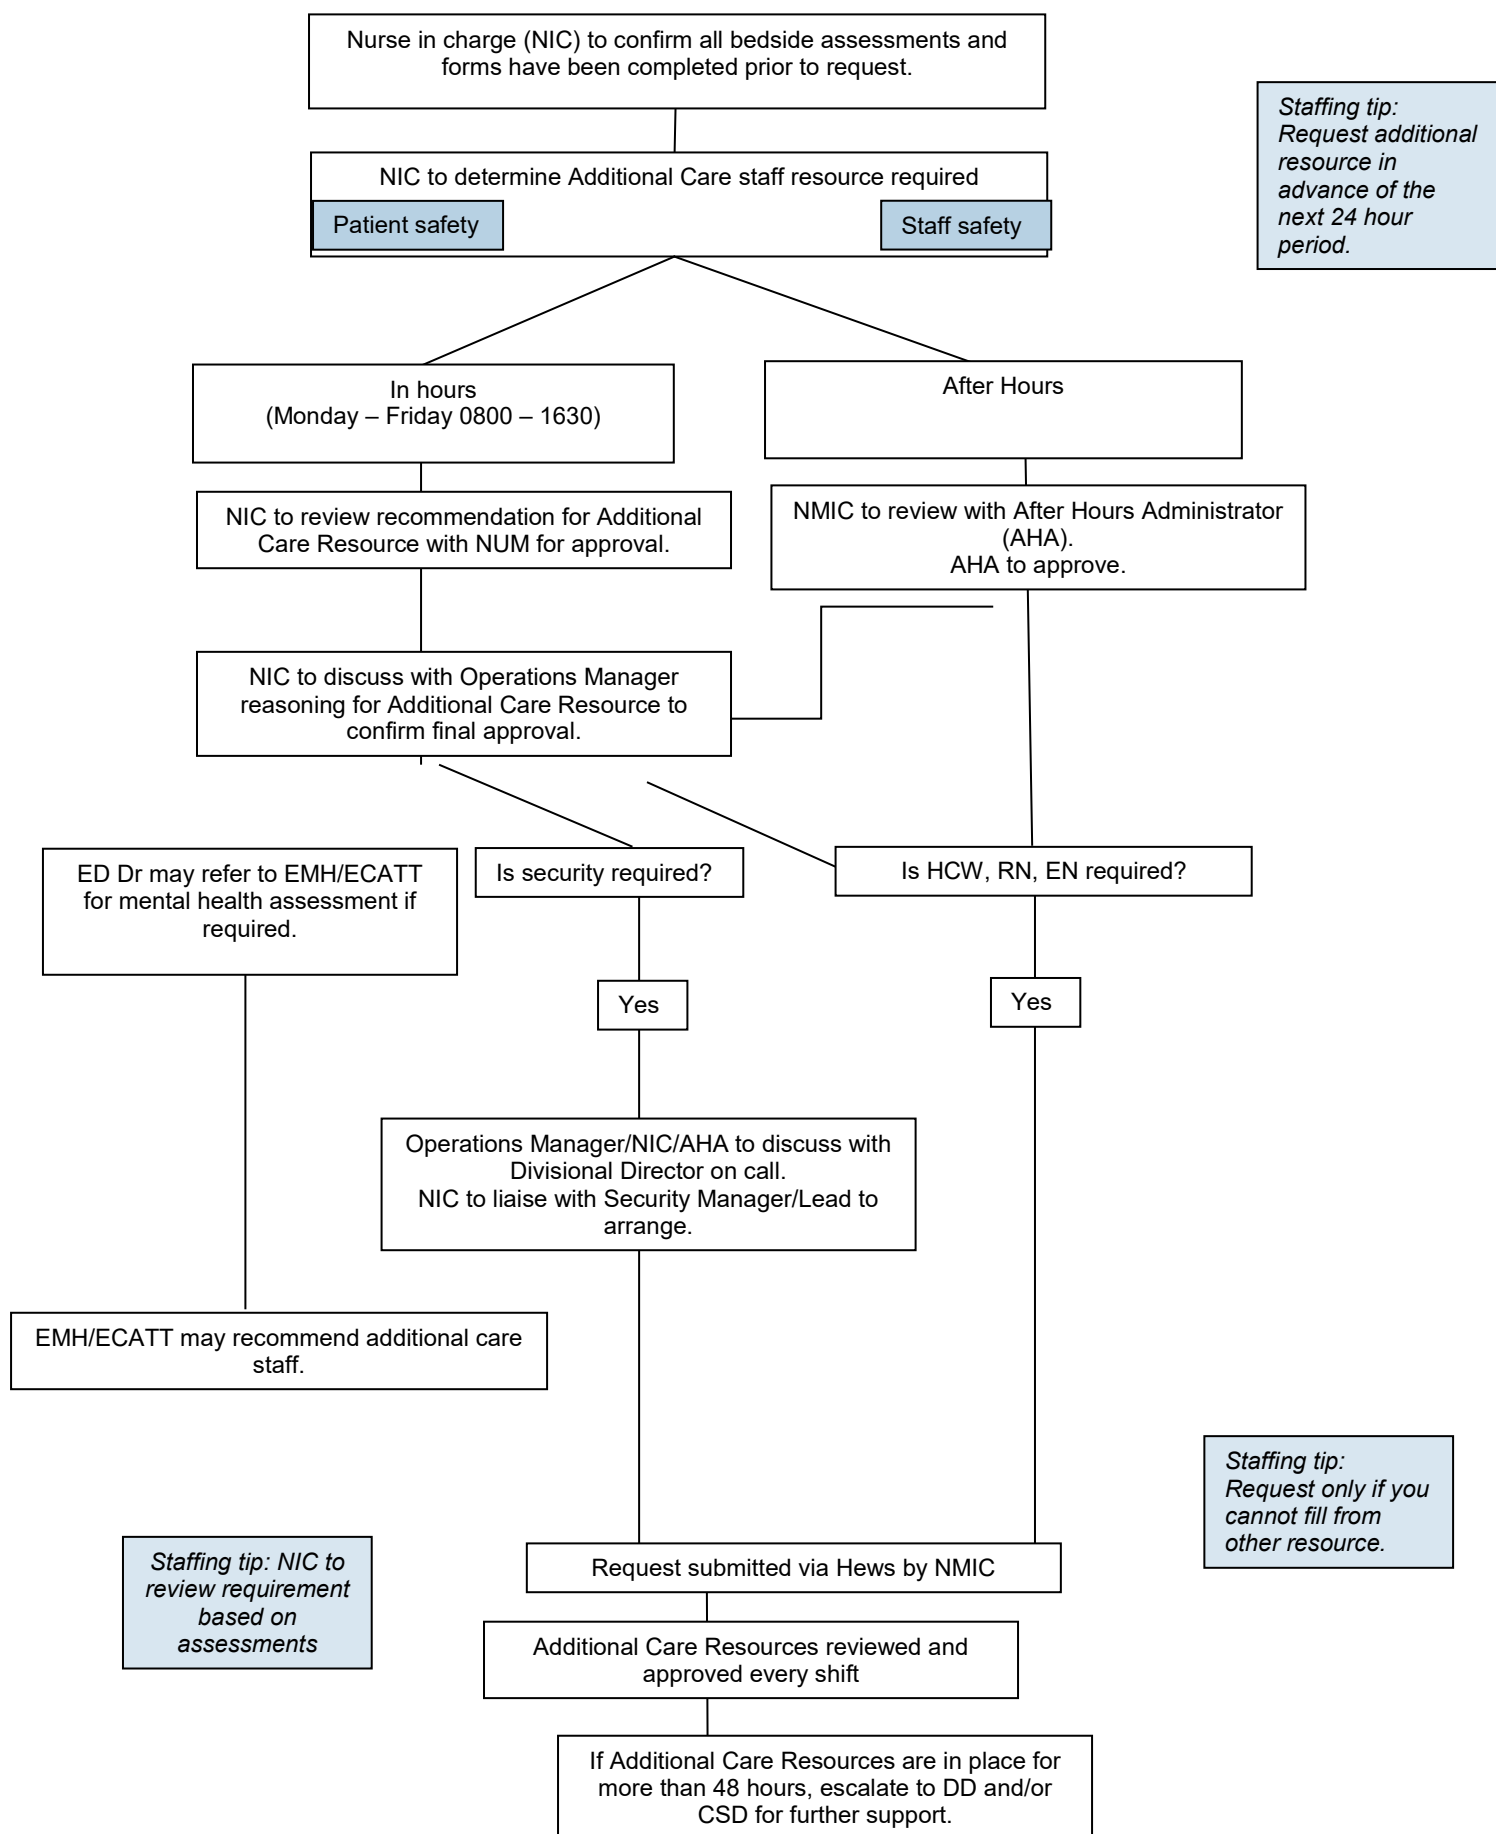 Nurse in charge (NIC) to confirm all bedside assessments and
forms have been completed prior to request.
Staffing tip:
Request additional
resource in
advance of the
next 24 hour
period.
NIC to determine Additional Care staff resource required
Patient safety
Staff safety
In hours
(Monday – Friday 0800 – 1630)
After Hours
NIC to review recommendation for Additional
Care Resource with NUM for approval.
NMIC to review with After Hours Administrator
(AHA).
AHA to approve.
NIC to discuss with Operations Manager
reasoning for Additional Care Resource to
confirm final approval.
ED Dr may refer to EMH/ECATT
for mental health assessment if
required.
Is security required?
Is HCW, RN, EN required?
Yes
Yes
Operations Manager/NIC/AHA to discuss with
Divisional Director on call.
NIC to liaise with Security Manager/Lead to
arrange.
EMH/ECATT may recommend additional care
staff.
Staffing tip:
Request only if you
cannot fill from
other resource.
Staffing tip: NIC to
review requirement
based on
assessments
Request submitted via Hews by NMIC
Additional Care Resources reviewed and
approved every shift
If Additional Care Resources are in place for
more than 48 hours, escalate to DD and/or
CSD for further support.